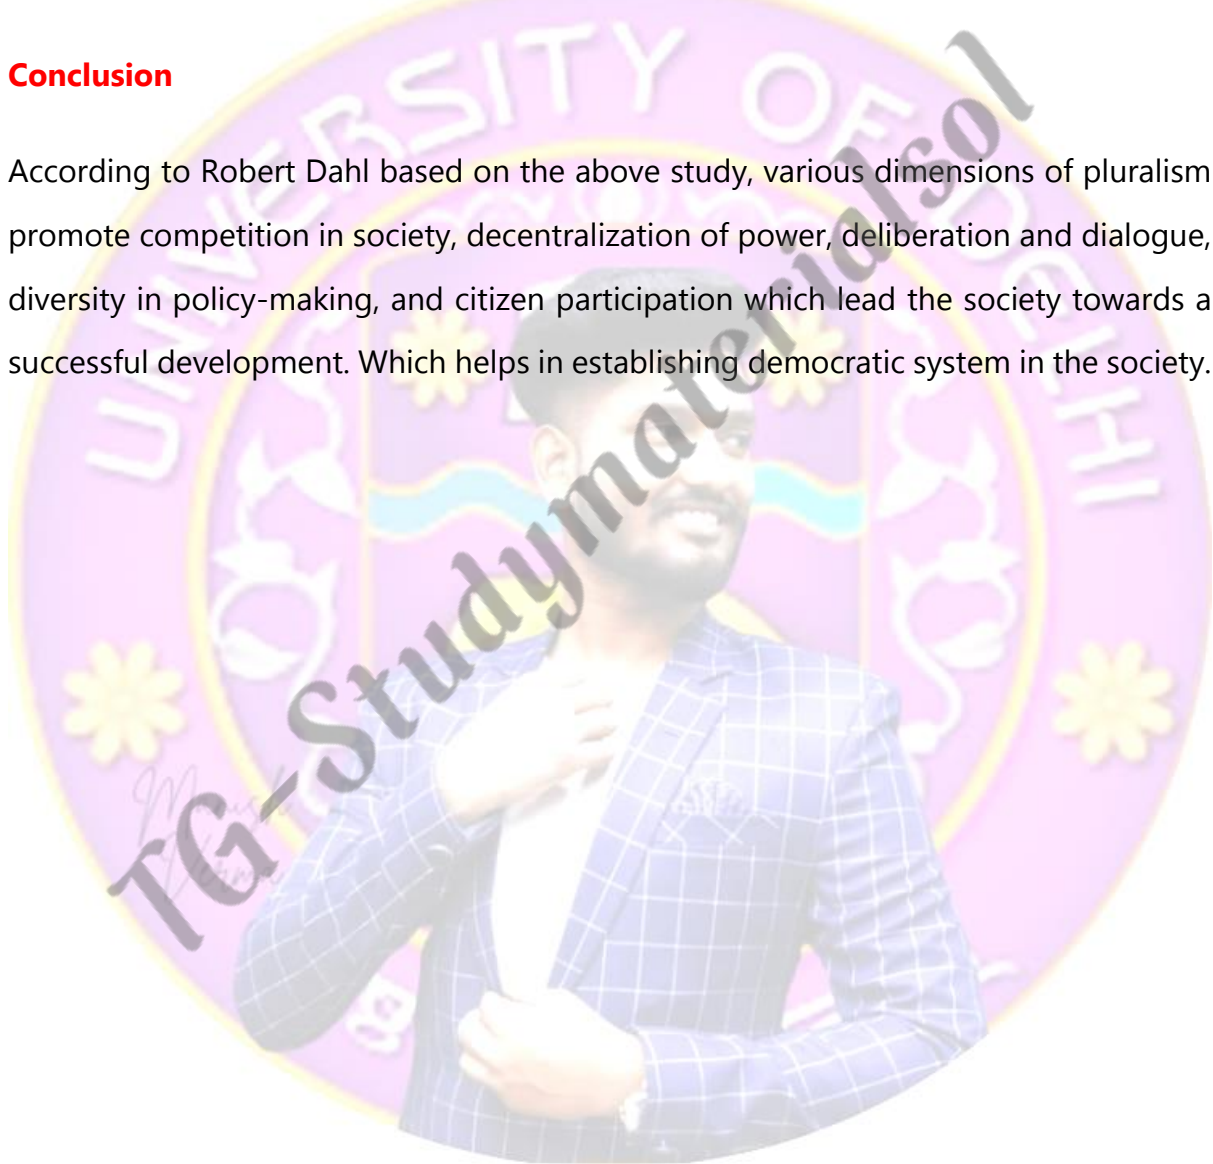 Conclusion
According to Robert Dahl based on the above study, various dimensions of pluralism
promote competition in society, decentralization of power, deliberation and dialogue,
diversity in policy-making, and citizen participation which lead the society towards a
successful development. Which helps in establishing democratic system in the society.
UNIVERSITY OF DELHI
TG-Studymaterialsol